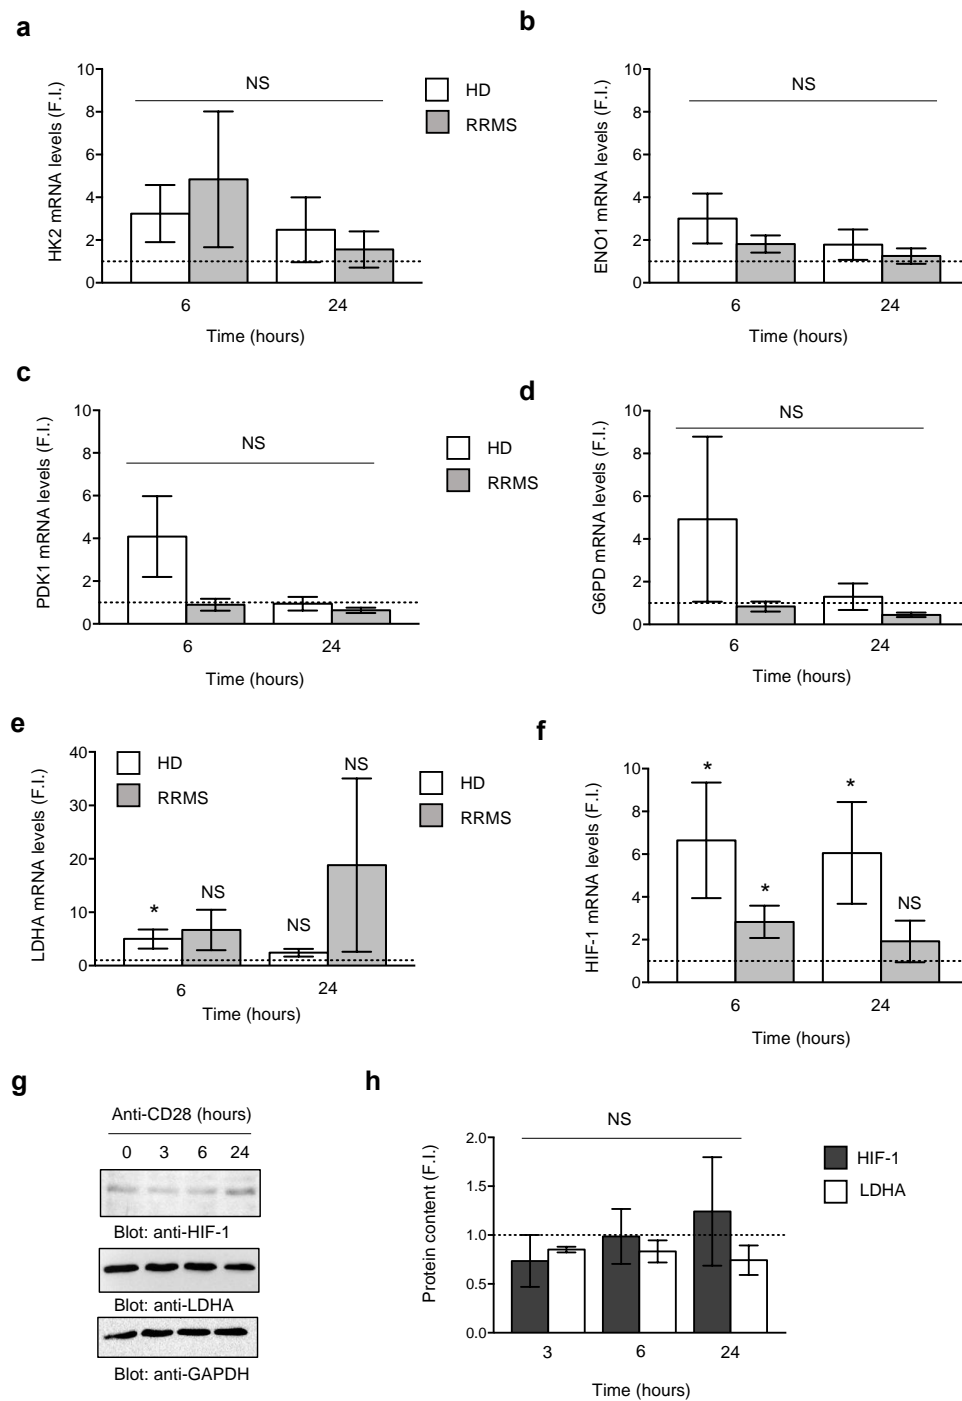 a
HK2 mRNA levels (F.I.)
10
8
6
4
2
0
NS
6
24
Time (hours)
HD
RRMS
b
ENO1 mRNA levels (F.I.)
10
8
6
4
2
0
NS
6
24
Time (hours)
c
PDK1 mRNA levels (F.I.)
10
8
6
4
2
0
NS
6
24
Time (hours)
HD
RRMS
d
G6PD mRNA levels (F.I.)
10
8
6
4
2
0
NS
6
24
Time (hours)
e
LDHA mRNA levels (F.I.)
40
30
20
10
0
HD
RRMS
*
NS
NS
NS
6
24
Time (hours)
HD
RRMS
f
HIF-1 mRNA levels (F.I.)
10
8
6
4
2
0
*
*
*
NS
6
24
Time (hours)
g
Anti-CD28 (hours)
0 3 6 24
Blot: anti-HIF-1
Blot: anti-LDHA
Blot: anti-GAPDH
h
Protein content (F.I.)
2.0
1.5
1.0
0.5
0.0
NS
3
6
24
Time (hours)
HIF-1
LDHA